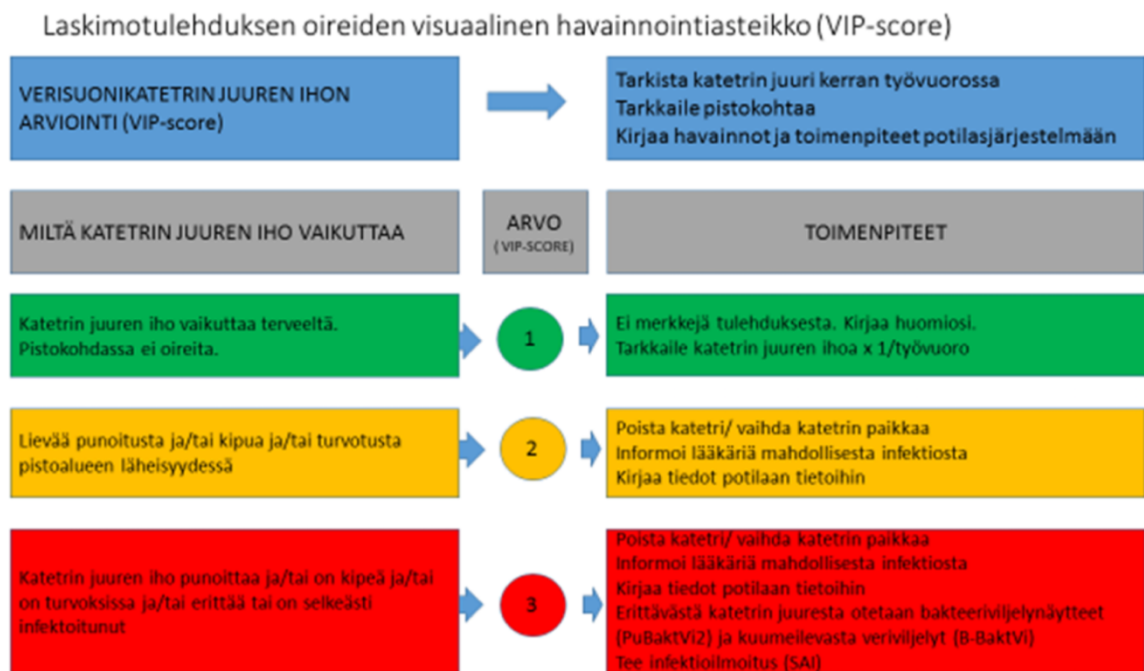 Laskimotulehduksen oireiden visuaalinen havainnointiasteikko (VIP-score)
VERISUONIKATETRIN JUUREN IHON
ARVIOINTI (VIP-score)
Tarkista katetrin juuri kerran työvuorossa
Tarkkaile pistokohtaa
Kirjaa havainnot ja toimenpiteet potilasjärjestelmään
MILTÄ KATETRIN JUUREN IHO VAIKUTTAA
ARVO
( VIP-SCORE)
TOIMENPITEET
Katetrin juuren iho vaikuttaa terveeltä.
Pistokohdassa ei oireita.
1
Ei merkkejä tulehduksesta. Kirjaa huomiosi.
Tarkkaile katetrin juuren ihoa x 1/työvuoro
Lievää punoitusta ja/tai kipua ja/tai turvotusta
pistoalueen läheisyydessä
2
Poista katetri/ vaihda katetrin paikkaa
Informoi lääkäriä mahdollisesta infektiosta
Kirjaa tiedot potilaan tietoihin
Katetrin juuren iho punoittaa ja/tai on kipeä ja/tai
on turvoksissa ja/tai erittää tai on selkeästi
infektoitunut
3
Poista katetri/ vaihda katetrin paikkaa
Informoi lääkäriä mahdollisesta infektiosta
Kirjaa tiedot potilaan tietoihin
Erittävästä katetrin juuresta otetaan bakteeriviljelynäytteet
(PuBaktVi2) ja kuumeilevasta veriviljelyt (B-BaktVi)
Tee infektioilmoitus (SAI)